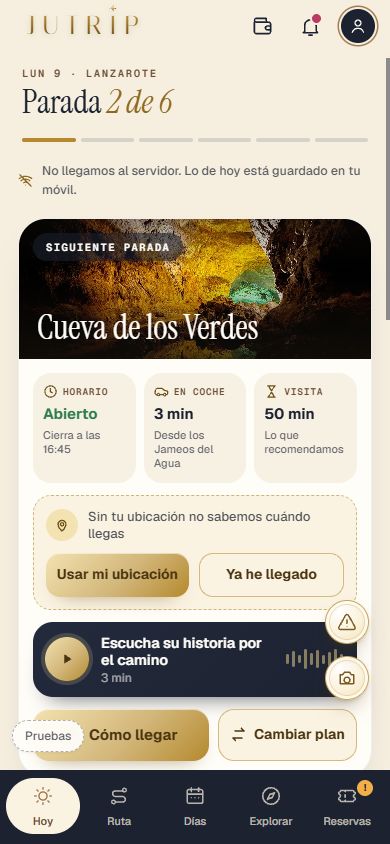 JUTRIP
LUN 9 · LANZAROTE
Parada 2 de 6
No llegamos al servidor. Lo de hoy está guardado en tu
móvil.
SIGUIENTE PARADA
Cueva de los Verdes
HORARIO
Abierto
Cierra a las
16:45
EN COCHE
3 min
Desde los
Jameos del
Agua
VISITA
50 min
Lo que
recomendamos
Sin tu ubicación no sabemos cuándo
llegas
Usar mi ubicación
Ya he llegado
Escucha su historia por
el camino
3 min
Pruebas
Cómo llegar
Cambiar plan
Hoy
Ruta
Días
Explorar
!
Reservas